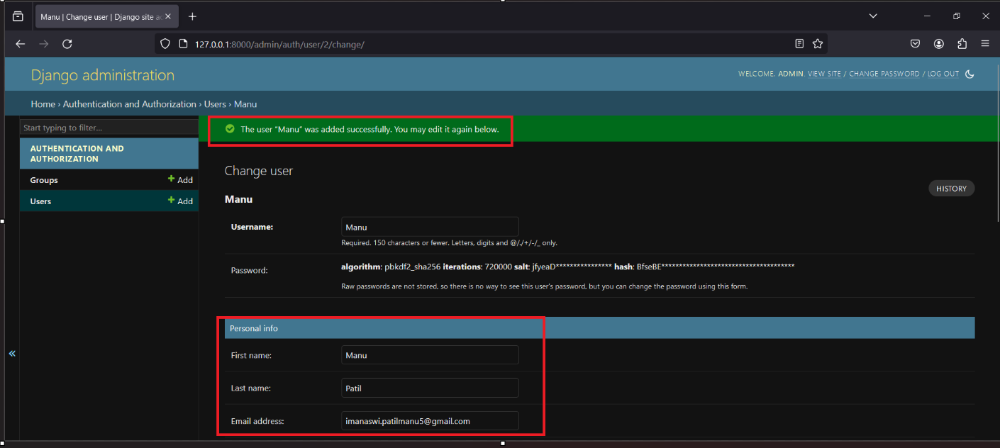 Manu | Change user | Django site a
127.0.0.1:8000/admin/auth/user/2/change/
Django administration
WELCOME, ADMIN. VIEW SITE / CHANGE PASSWORD / LOG OUT
Home › Authentication and Authorization › Users › Manu
Start typing to filter...
AUTHENTICATION AND
AUTHORIZATION
Groups + Add
Users + Add
«
The user “Manu” was added successfully. You may edit it again below.
Change user
HISTORY
Manu
Username: Manu
Required. 150 characters or fewer. Letters, digits and @/./+/-/_ only.
Password: algorithm: pbkdf2_sha256 iterations: 720000 salt: jfyeaD**************** hash: BfseBE**************************************
Raw passwords are not stored, so there is no way to see this user's password, but you can change the password using this form.
Personal info
First name: Manu
Last name: Patil
Email address: imanaswi.patilmanu5@gmail.com